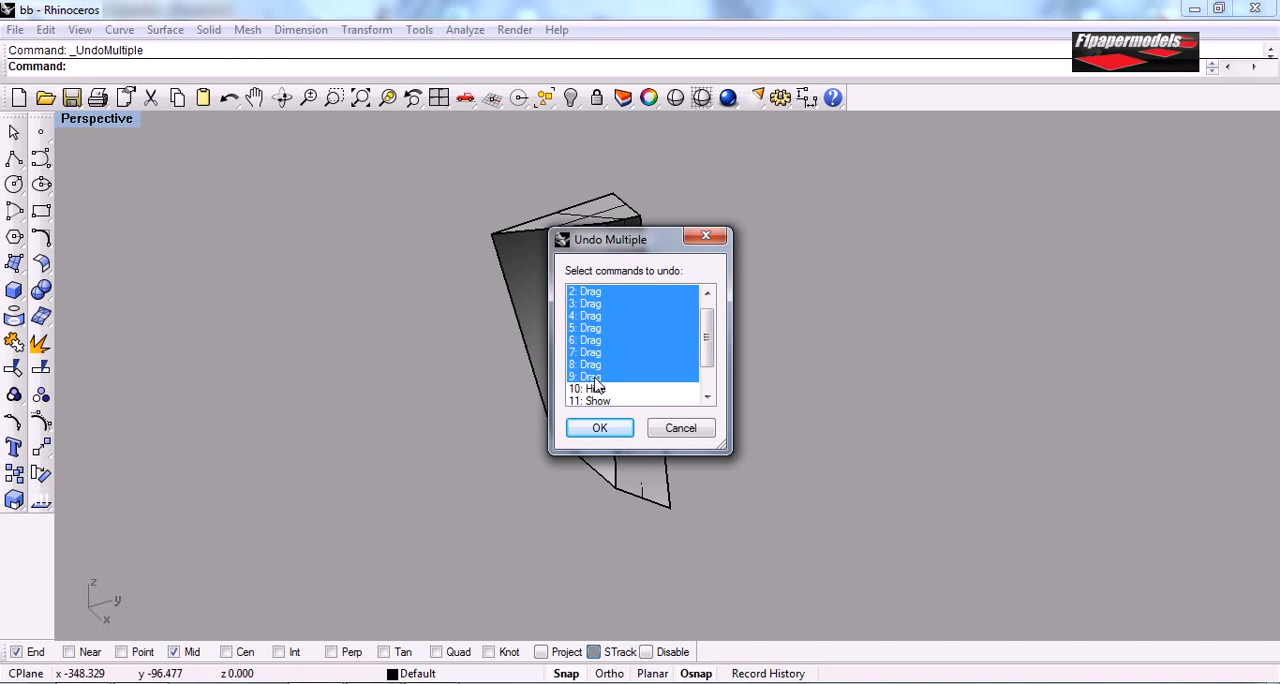 bb - Rhinoceros
File Edit View Curve Surface Solid Mesh Dimension Transform Tools Analyze Render Help
Command: _UndoMultiple
Command:
F1papermodels
Perspective
Undo Multiple
Select commands to undo:
2: Drag
3: Drag
4: Drag
5: Drag
6: Drag
7: Drag
8: Drag
9: Drag
10: Hide
11: Show
OK Cancel
z
y
x
End Near Point Mid Cen Int Perp Tan Quad Knot Project STrack Disable
CPlane x -348.329 y -96.477 z 0.000 Default Snap Ortho Planar Osnap Record History